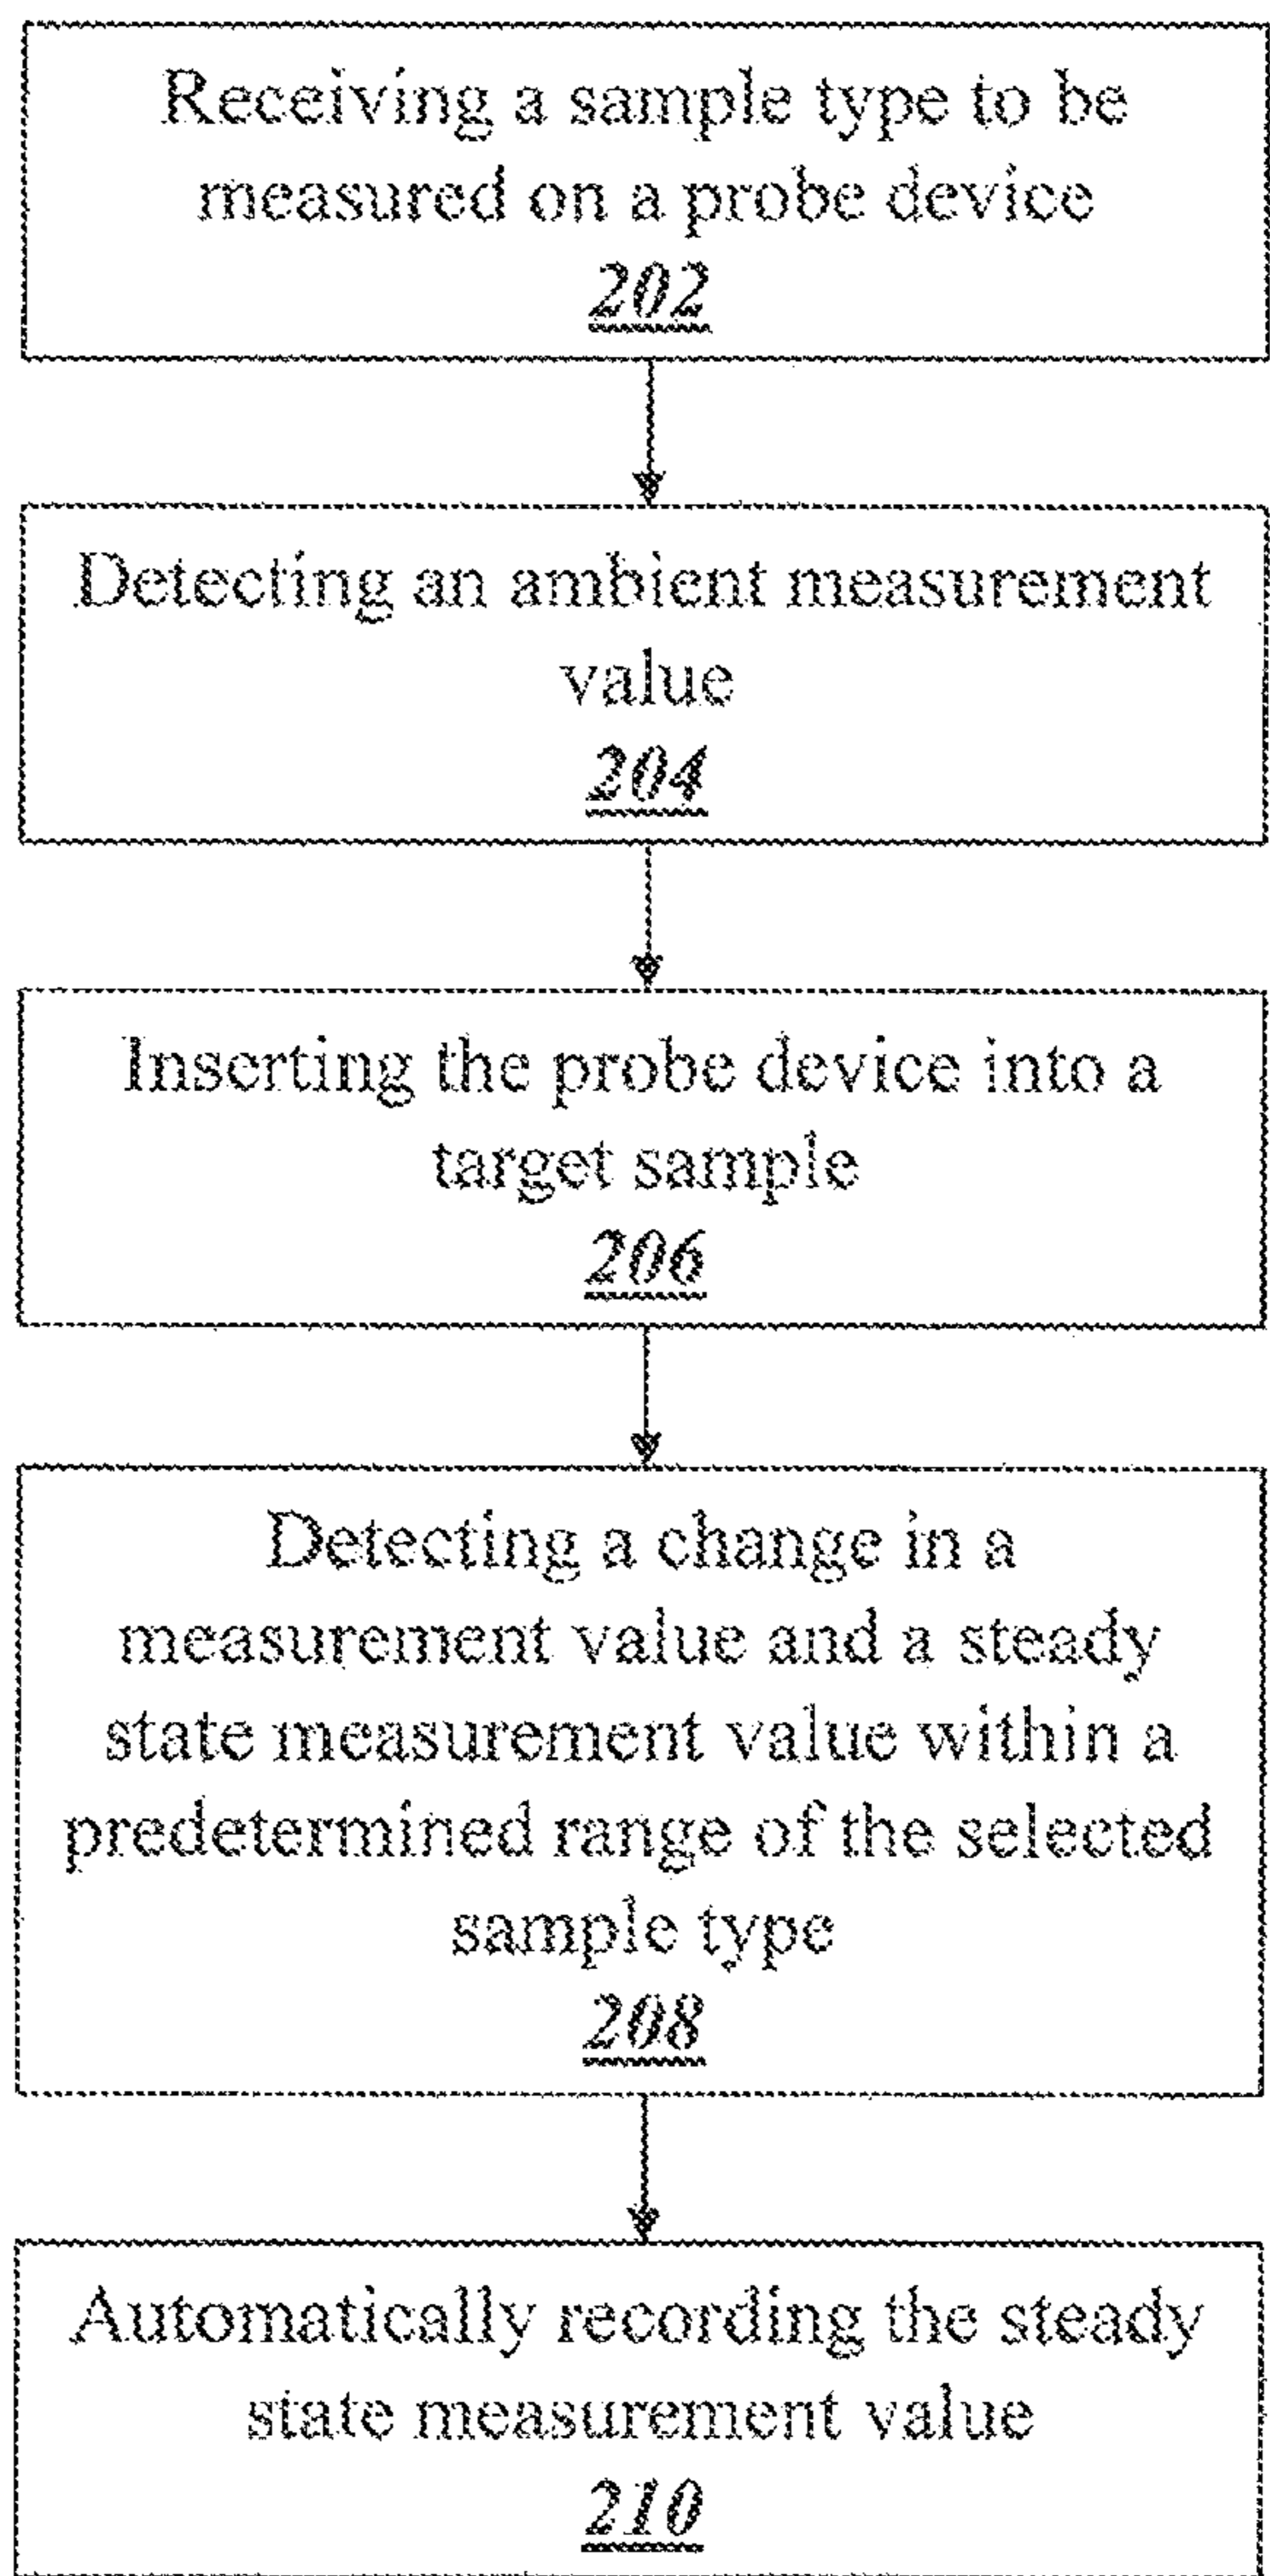 Receiving a sample type to be
measured on a probe device
202
Detecting an ambient measurement
value
204
Inserting the probe device into a
target sample
206
Detecting a change in a
measurement value and a steady
state measurement value within a
predetermined range of the selected
sample type
208
Automatically recording the steady
state measurement value
210